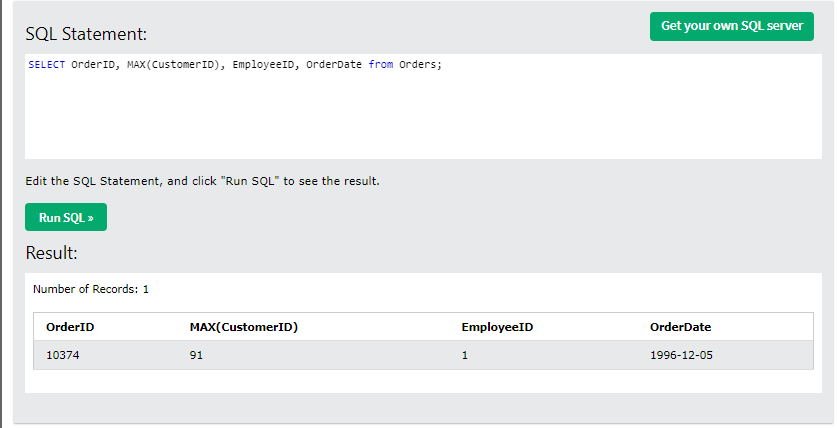 SQL Statement:
Get your own SQL server
SELECT OrderID, MAX(CustomerID), EmployeeID, OrderDate from Orders;
Edit the SQL Statement, and click "Run SQL" to see the result.
Run SQL »
Result:
Number of Records: 1
OrderID MAX(CustomerID) EmployeeID OrderDate
10374 91 1 1996-12-05